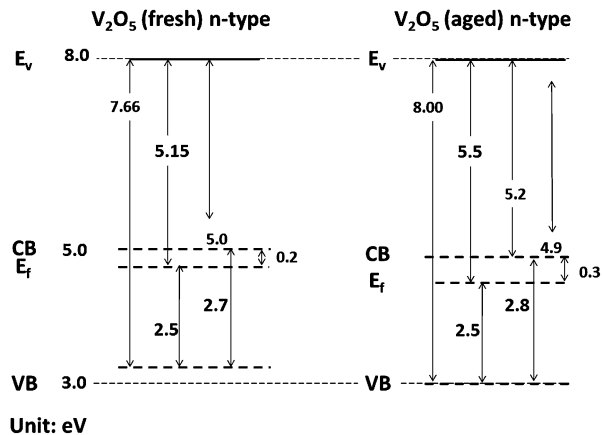 V₂O₅ (fresh) n-type
V₂O₅ (aged) n-type
Eᵥ 8.0
Eᵥ
7.66
8.00
5.15
5.5
5.2
5.0
4.9
CB 5.0
CB
0.2
0.3
E_f
E_f
2.5
2.7
2.5
2.8
VB 3.0
VB
Unit: eV